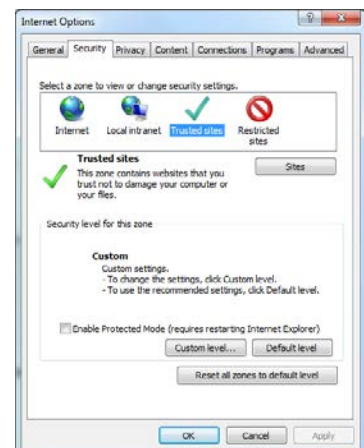 Internet Options
General Security Privacy Content Connections Programs Advanced
Select a zone to view or change security settings.
Internet Local intranet Trusted sites Restricted
sites
Trusted sites
Sites
This zone contains websites that you
trust not to damage your computer or
your files.
Security level for this zone
Custom
Custom settings.
- To change the settings, click Custom level.
- To use the recommended settings, click Default level.
Enable Protected Mode (requires restarting Internet Explorer)
Custom level... Default level
Reset all zones to default level
OK Cancel Apply